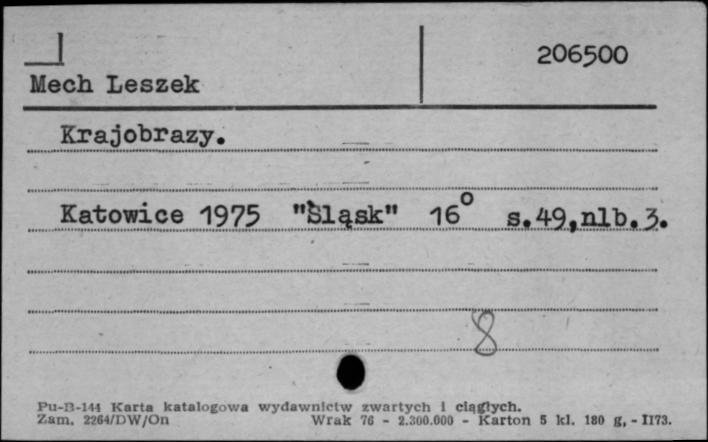 206500
Mech Leszek
Krajobrazy.
Katowice 1975 "Śląsk" 16° s.49,nlb.3.
8
Pu-B-144 Karta katalogowa wydawnictw zwartych i ciągłych.
Zam. 2264/DW/On Wrak 76 - 2.300.000 - Karton 5 kl. 180 g, - I173.